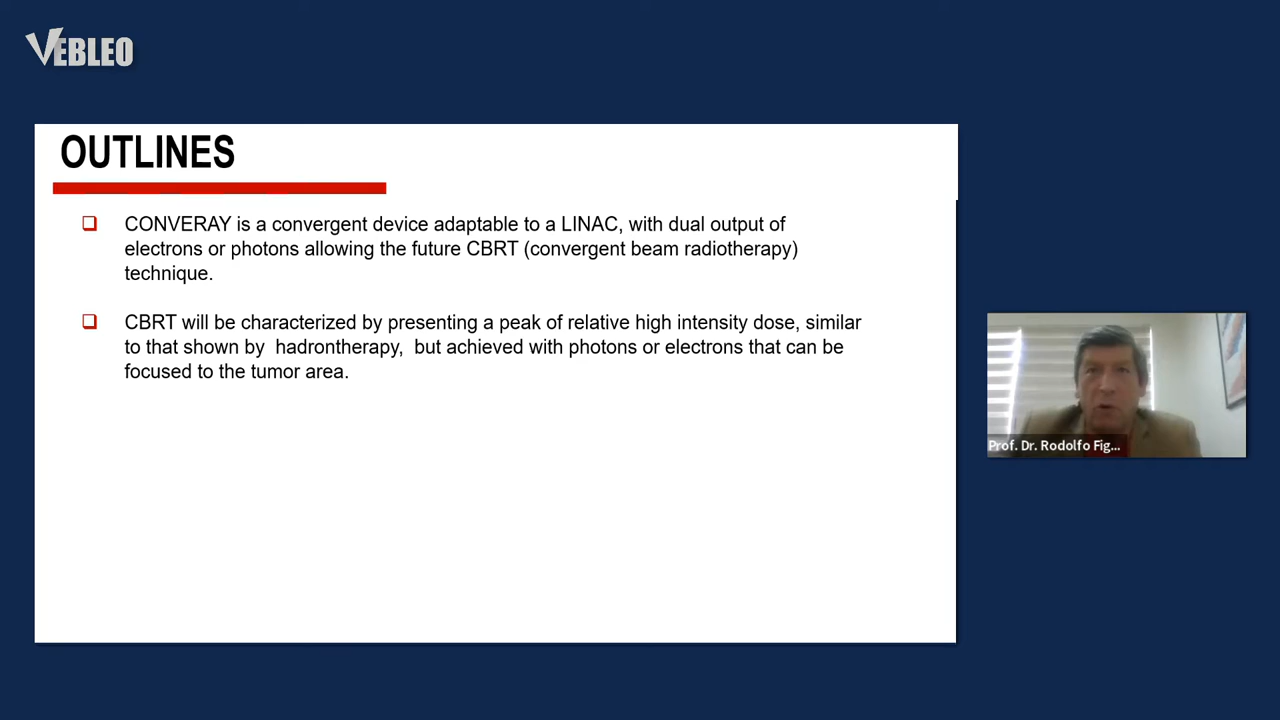 VEBLEO
OUTLINES
CONVERAY is a convergent device adaptable to a LINAC, with dual output of
electrons or photons allowing the future CBRT (convergent beam radiotherapy)
technique.
CBRT will be characterized by presenting a peak of relative high intensity dose, similar
to that shown by hadrontherapy, but achieved with photons or electrons that can be
focused to the tumor area.
Prof. Dr. Rodolfo Fig...